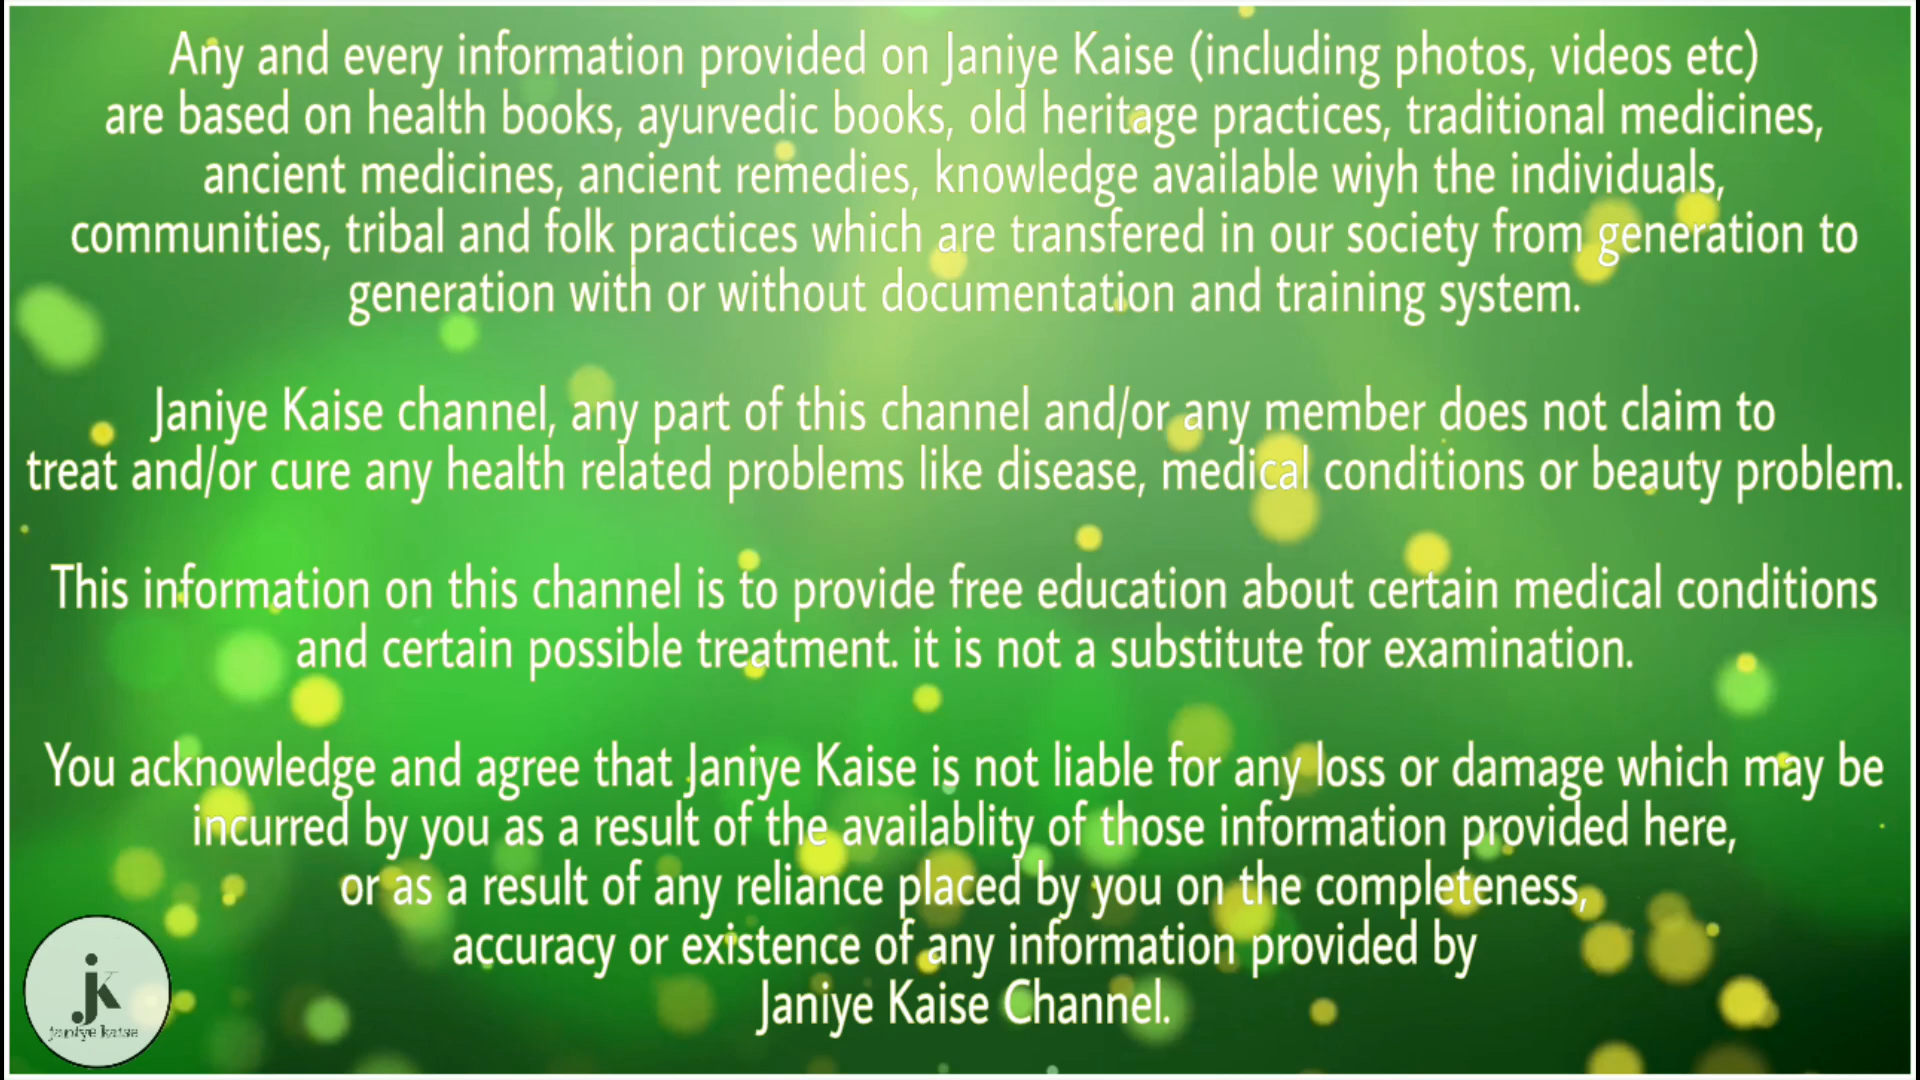 Any and every information provided on Janiye Kaise (including photos, videos etc)
are based on health books, ayurvedic books, old heritage practices, traditional medicines,
ancient medicines, ancient remedies, knowledge available wiyh the individuals,
communities, tribal and folk practices which are transfered in our society from generation to
generation with or without documentation and training system.
Janiye Kaise channel, any part of this channel and/or any member does not claim to
treat and/or cure any health related problems like disease, medical conditions or beauty problem.
This information on this channel is to provide free education about certain medical conditions
and certain possible treatment. it is not a substitute for examination.
You acknowledge and agree that Janiye Kaise is not liable for any loss or damage which may be
incurred by you as a result of the availablity of those information provided here,
or as a result of any reliance placed by you on the completeness,
accuracy or existence of any information provided by
Janiye Kaise Channel.
jK
janiye kaise